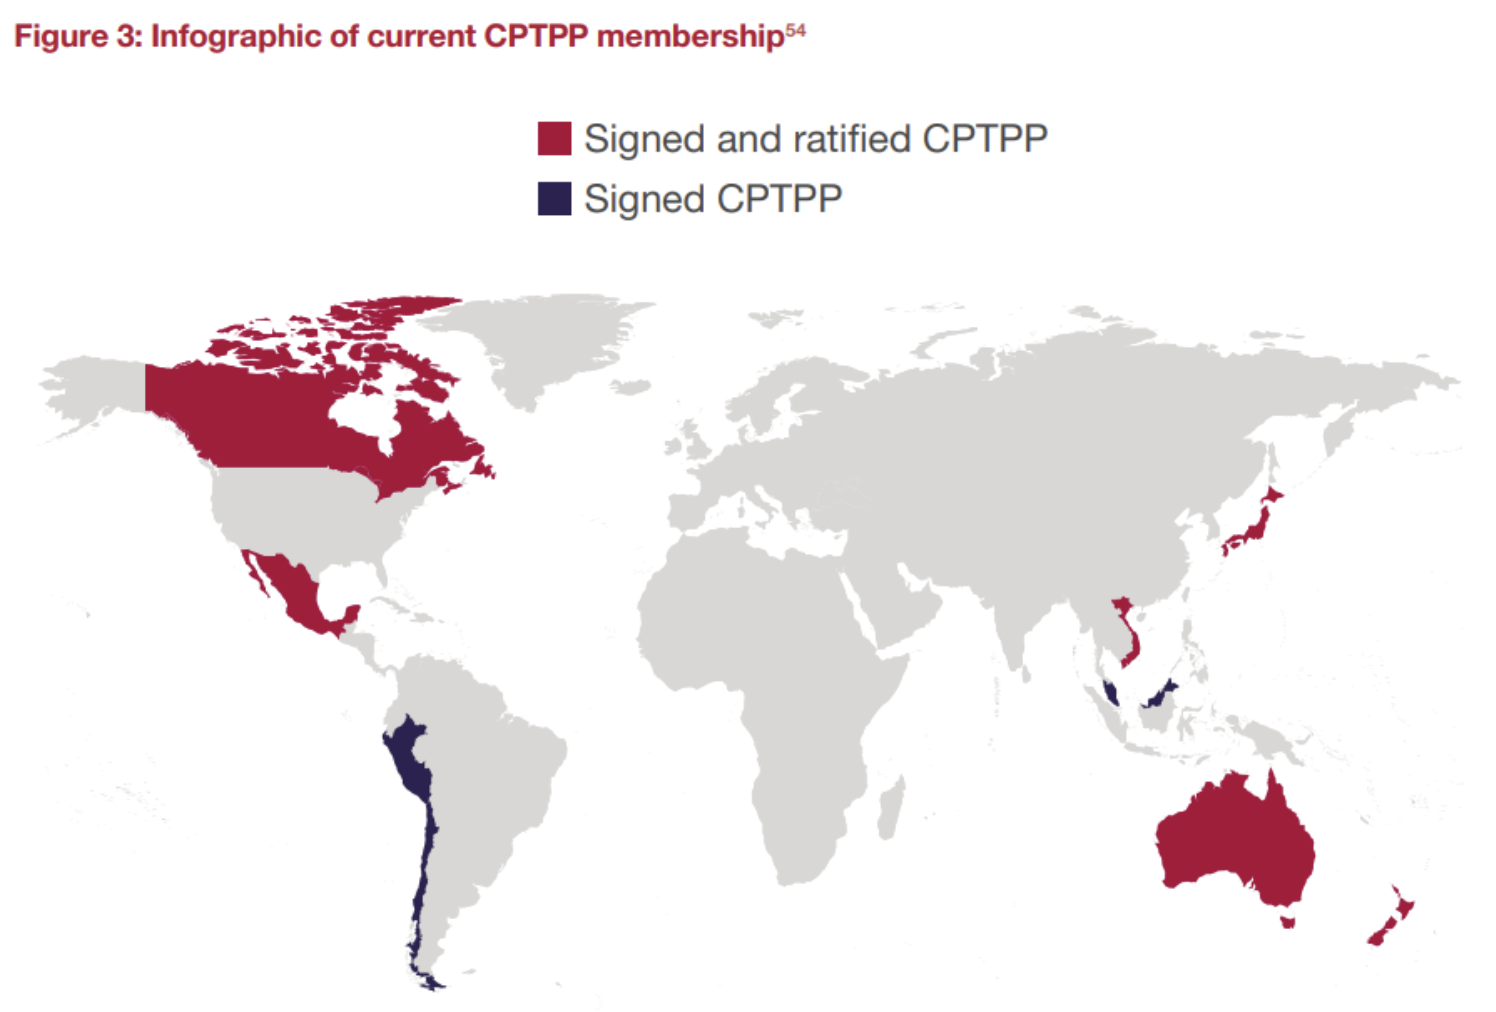 Figure 3: Infographic of current CPTPP membership54
Signed and ratified CPTPP
Signed CPTPP